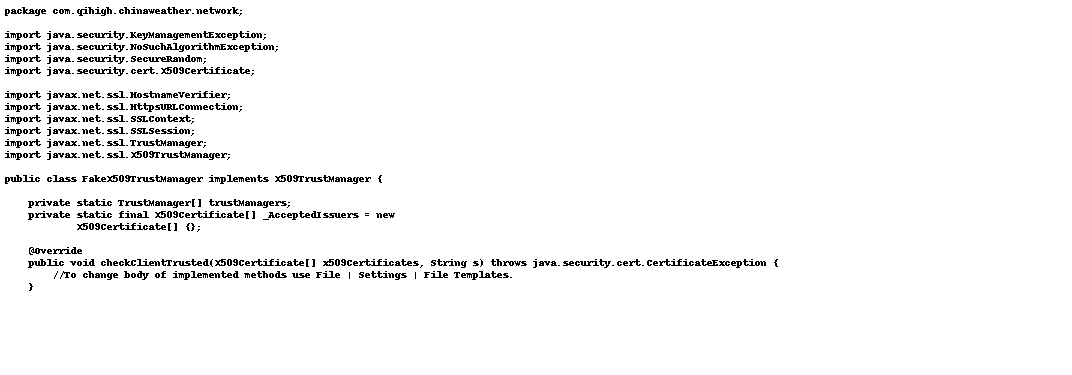 package com.qihigh.chinaweather.network;

import java.security.KeyManagementException;
import java.security.NoSuchAlgorithmException;
import java.security.SecureRandom;
import java.security.cert.X509Certificate;

import javax.net.ssl.HostnameVerifier;
import javax.net.ssl.HttpsURLConnection;
import javax.net.ssl.SSLContext;
import javax.net.ssl.SSLSession;
import javax.net.ssl.TrustManager;
import javax.net.ssl.X509TrustManager;

public class FakeX509TrustManager implements X509TrustManager {

    private static TrustManager[] trustManagers;
    private static final X509Certificate[] _AcceptedIssuers = new
            X509Certificate[] {};

    @Override
    public void checkClientTrusted(X509Certificate[] x509Certificates, String s) throws java.security.cert.CertificateException {
        //To change body of implemented methods use File | Settings | File Templates.
    }